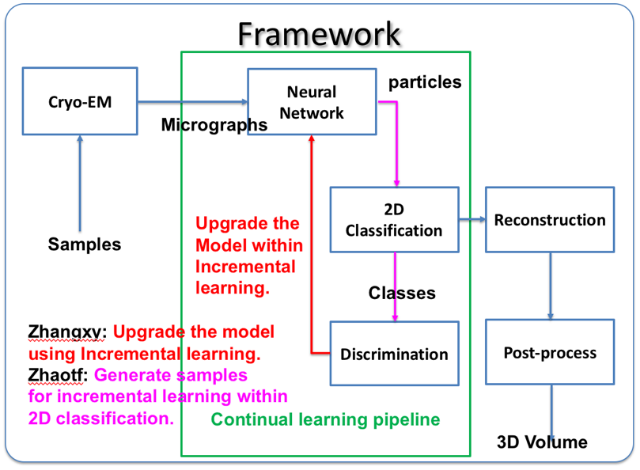 Framework
Cryo-EM
Neural
Network
particles
Micrographs
2D
Classification
Reconstruction
Samples
Upgrade the
Model within
Incremental
learning.
Classes
Discrimination
Post-process
Zhangxy: Upgrade the model
using Incremental learning.
Zhaotf: Generate samples
for incremental learning within
2D classification.
Continual learning pipeline
3D Volume